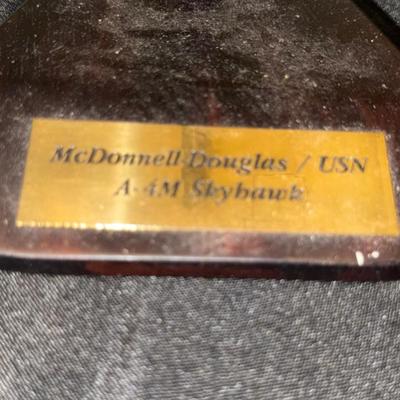 McDonnell-Douglas / USN
A-4M Skyhawk